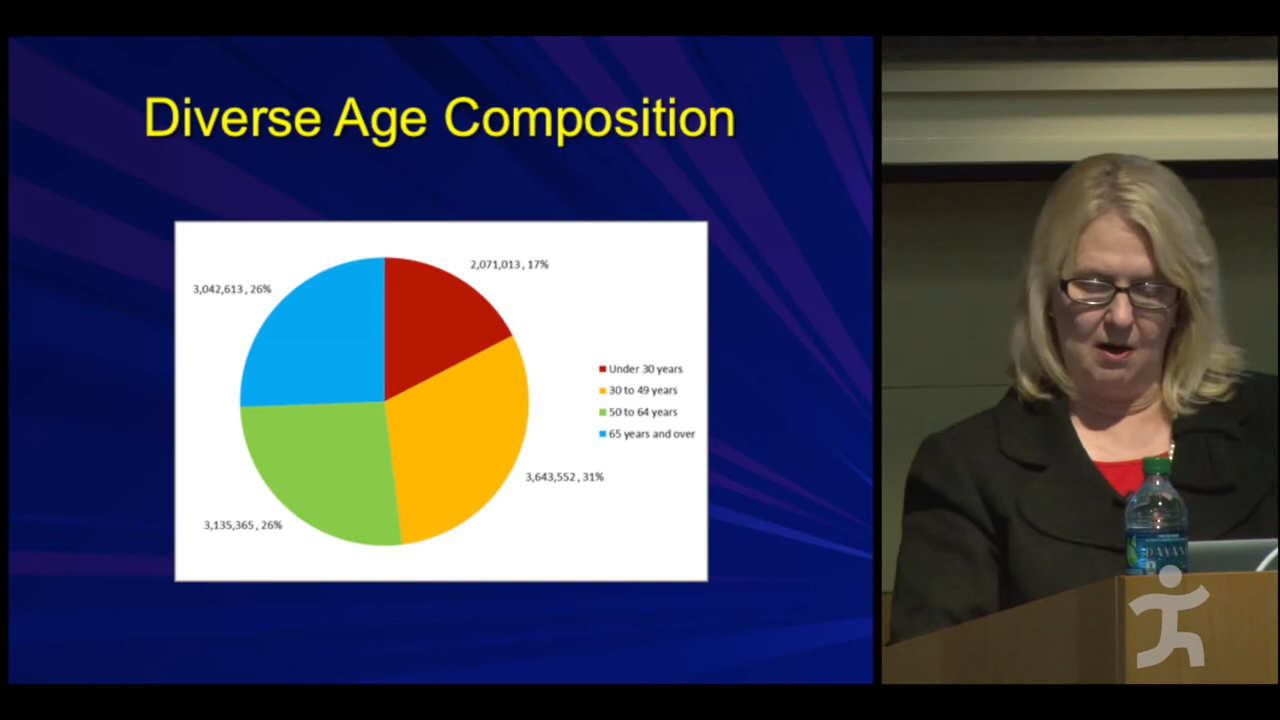 Diverse Age Composition
2,071,013 , 17%
3,042,613 , 26%
Under 30 years
30 to 49 years
50 to 64 years
65 years and over
3,643,552 , 31%
3,135,365 , 26%
DASANI